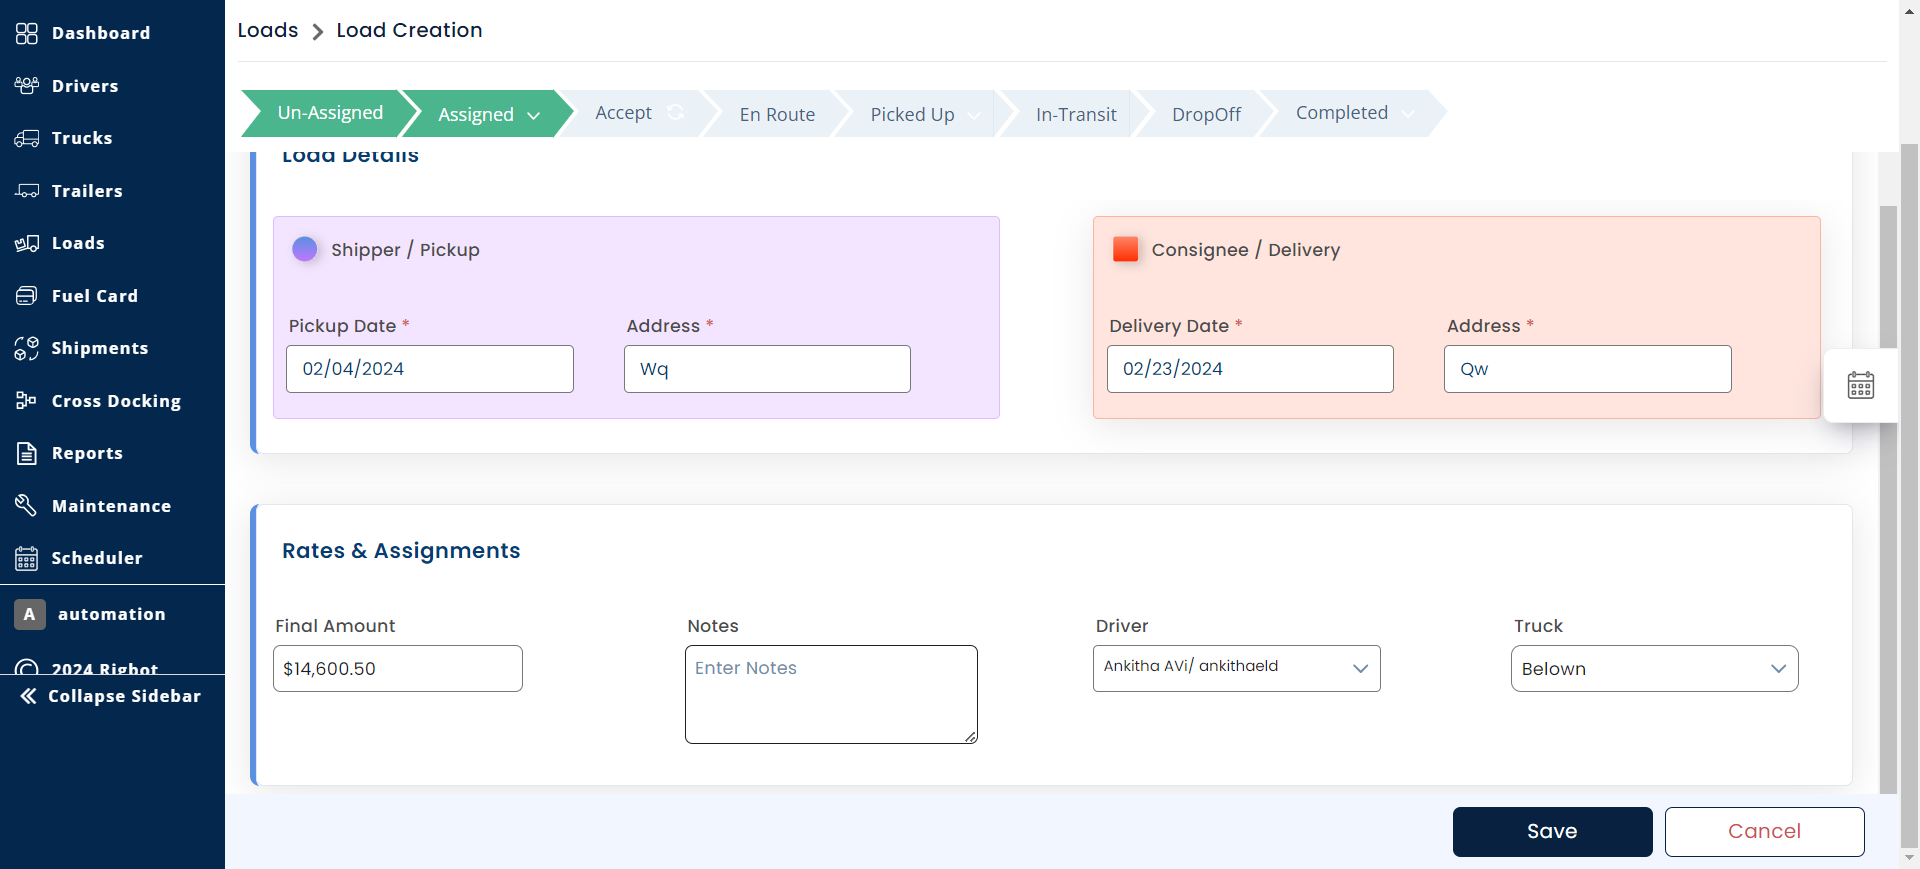 Dashboard
Drivers
Trucks
Trailers
Loads
Fuel Card
Shipments
Cross Docking
Reports
Maintenance
Scheduler
A automation
2024 Rigbot
Collapse Sidebar
Loads > Load Creation
Un-Assigned Assigned Accept En Route Picked Up In-Transit DropOff Completed
Load Details
Shipper / Pickup
Pickup Date * Address *
02/04/2024 Wq
Consignee / Delivery
Delivery Date * Address *
02/23/2024 Qw
Rates & Assignments
Final Amount Notes Driver Truck
$14,600.50 Enter Notes Ankitha AVi/ ankithaeld Belown
Save Cancel